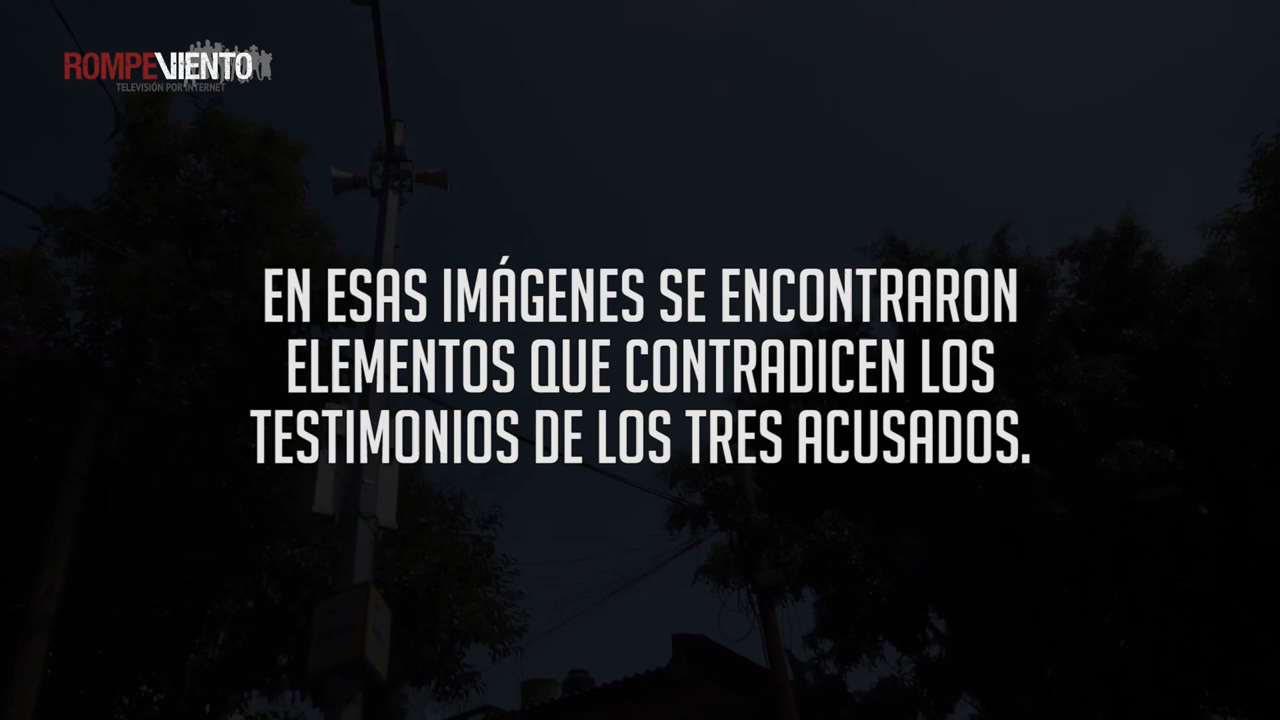 ROMPEVIENTO
TELEVISIÓN POR INTERNET
EN ESAS IMÁGENES SE ENCONTRARON
ELEMENTOS QUE CONTRADICEN LOS
TESTIMONIOS DE LOS TRES ACUSADOS.